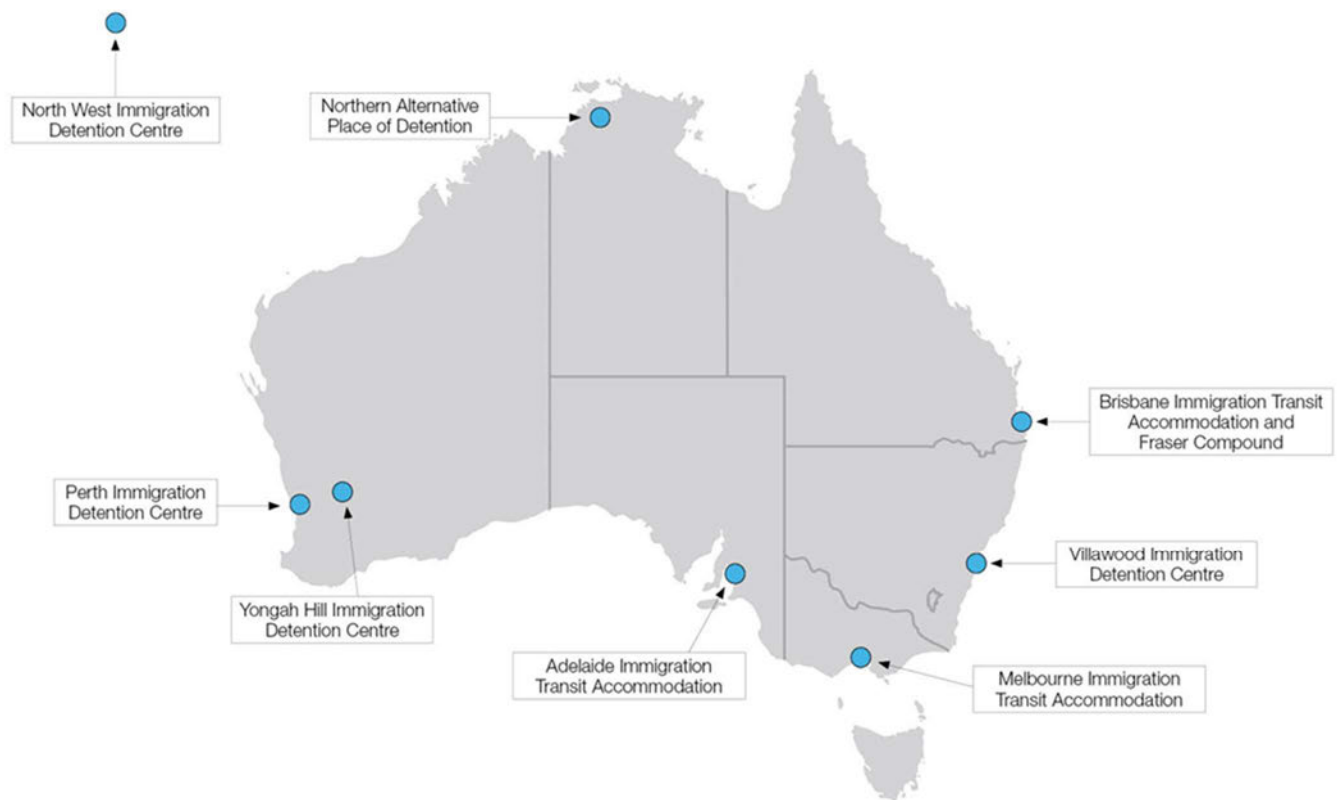 North West Immigration
Detention Centre
Northern Alternative
Place of Detention
Brisbane Immigration Transit
Accommodation and
Fraser Compound
Perth Immigration
Detention Centre
Villawood Immigration
Detention Centre
Yongah Hill Immigration
Detention Centre
Adelaide Immigration
Transit Accommodation
Melbourne Immigration
Transit Accommodation